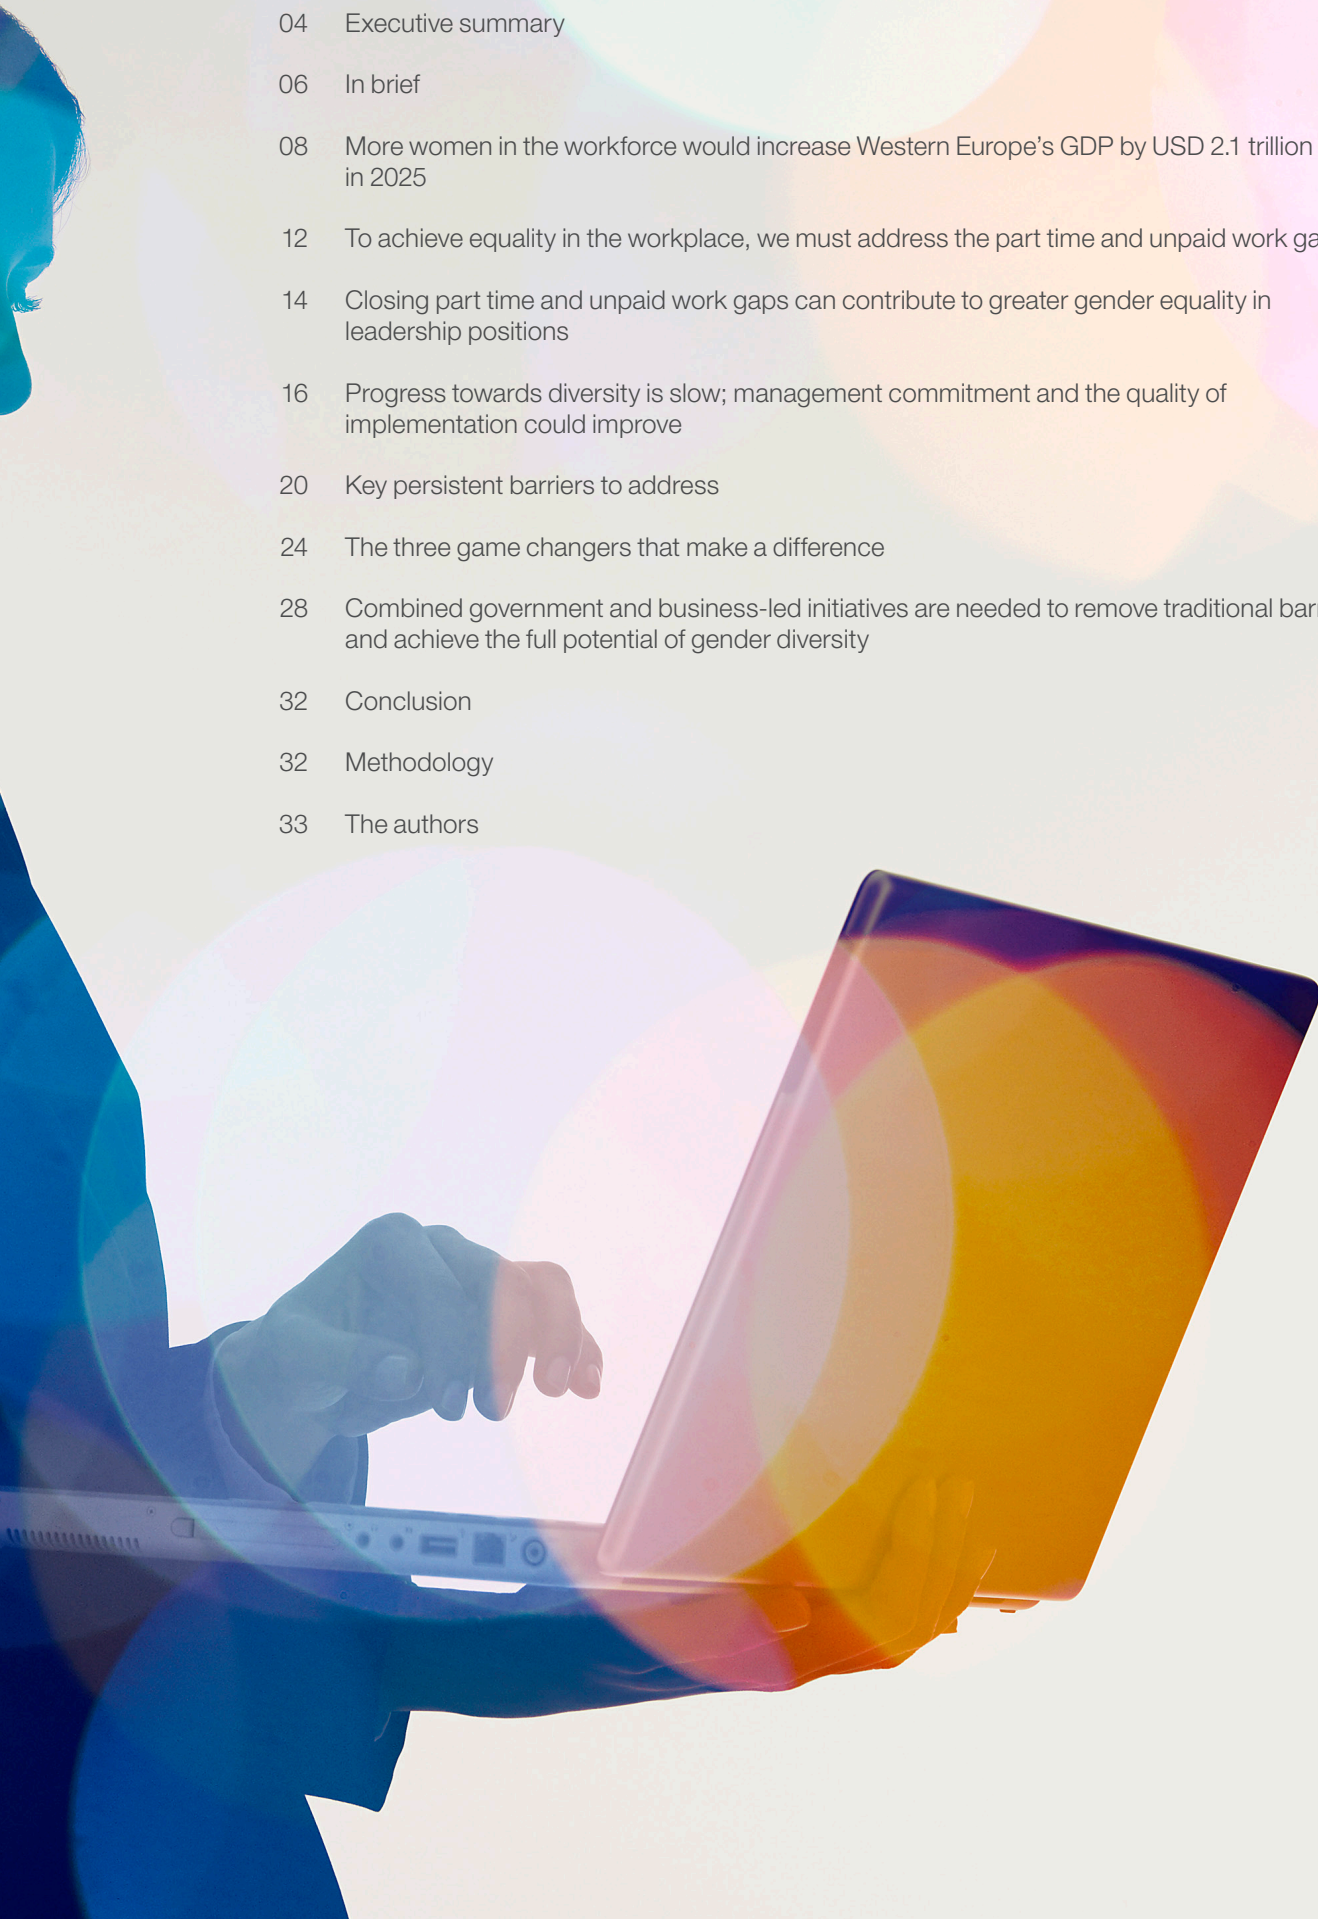 04 Executive summary
06 In brief
08 More women in the workforce would increase Western Europe's GDP by USD 2.1 trillion
in 2025
12 To achieve equality in the workplace, we must address the part time and unpaid work
14 Closing part time and unpaid work gaps can contribute to greater gender equality in
leadership positions
16 Progress towards diversity is slow; management commitment and the quality of
implementation could improve
20 Key persistent barriers to address
24 The three game changers that make a difference
28 Combined government and business-led initiatives are needed to remove traditional
and achieve the full potential of gender diversity
32 Conclusion
32 Methodology
33 The authors